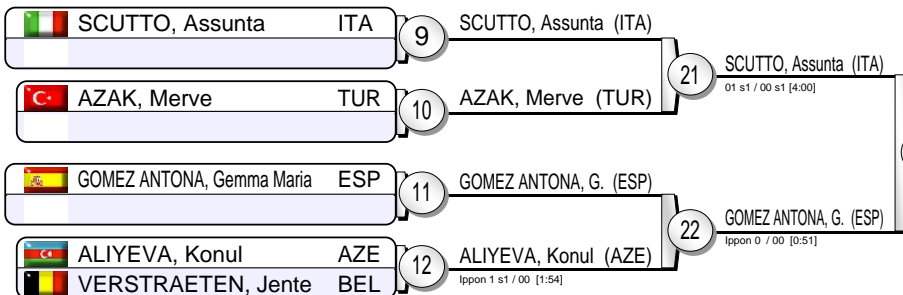 SCUTTO, Assunta ITA
9
SCUTTO, Assunta (ITA)
21
SCUTTO, Assunta (ITA)
01 s1 / 00 s1 [4:00]
AZAK, Merve TUR
10
AZAK, Merve (TUR)
GOMEZ ANTONA, Gemma Maria ESP
11
GOMEZ ANTONA, G. (ESP)
22
GOMEZ ANTONA, G. (ESP)
Ippon 0 / 00 [0:51]
ALIYEVA, Konul AZE
VERSTRAETEN, Jente BEL
12
ALIYEVA, Konul (AZE)
Ippon 1 s1 / 00 [1:54]